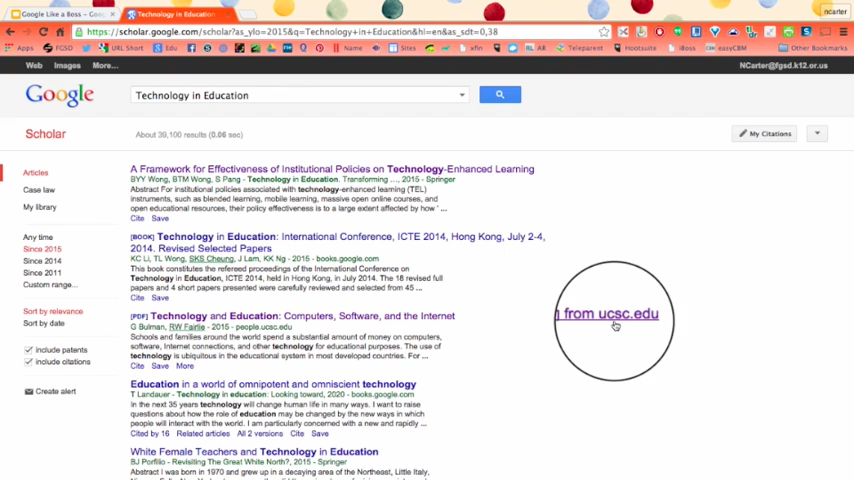 Google Like a Boss – Goog
Technology in Education
ncarter
https://scholar.google.com/scholar?as_ylo=2015&q=Technology+in+Education&hl=en&as_sdt=0,38
Apps FGSD URL Short Edu Name Sites xfin RL AR Teleparent Hootsuite iBoss easyCBM Other Bookmarks
Web Images More...
NCarter@fgsd.k12.or.us
Google
Technology in Education
Scholar
About 39,100 results (0.06 sec)
My Citations
Articles
Case law
My library
Any time
Since 2015
Since 2014
Since 2011
Custom range...
Sort by relevance
Sort by date
include patents
include citations
Create alert
A Framework for Effectiveness of Institutional Policies on Technology-Enhanced Learning
BYY Wong, BTM Wong, S Pang - Technology in Education. Transforming ..., 2015 - Springer
Abstract For institutional policies associated with technology-enhanced learning (TEL)
instruments, such as blended learning, mobile learning, massive open online courses, and
open educational resources, their policy effectiveness is to a large extent affected by how ' ...
Cite Save
[BOOK] Technology in Education: International Conference, ICTE 2014, Hong Kong, July 2-4,
2014. Revised Selected Papers
KC Li, TL Wong, SKS Cheung, J Lam, KK Ng - 2015 - books.google.com
This book constitutes the refereed proceedings of the International Conference on
Technology in Education, ICTE 2014, held in Hong Kong, in July 2014. The 18 revised full
papers and 4 short papers presented were carefully reviewed and selected from 45 ...
Cite Save
[PDF] Technology and Education: Computers, Software, and the Internet
G Bulman, RW Fairlie - 2015 - people.ucsc.edu
Schools and families around the world spend a substantial amount of money on computers,
software, Internet connections, and other technology for educational purposes. The use of
technology is ubiquitous in the educational system in most developed countries. For ...
Cite Save More
from ucsc.edu
Education in a world of omnipotent and omniscient technology
T Landauer - Technology in education: Looking toward, 2020 - books.google.com
In the next 35 years technology will change human life in many ways. I want to raise
questions about how the role of education may be changed by the new ways in which
people will interact with the world. I am particularly concerned with a new and rapidly ...
Cited by 16 Related articles All 2 versions Cite Save
White Female Teachers and Technology in Education
BJ Porfilio - Revisiting The Great White North?, 2015 - Springer
Abstract I was born in 1970 and grew up in a decaying area of the Northeast, Little Italy,